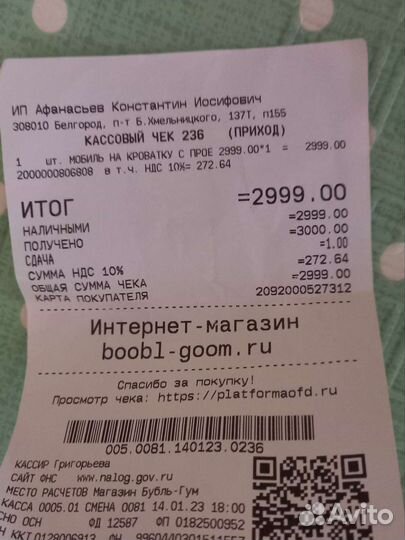 ИП Афанасьев Константин Иосифович
308010 Белгород, п-т Б.Хмельницкого, 137Т, п155
КАССОВЫЙ ЧЕК 236 (ПРИХОД)
1 шт. МОБИЛЬ НА КРОВАТКУ С ПРОЕ 2999.00*1 = 2999.00
2000000806808 в т.ч. НДС 10%= 272.64
ИТОГ =2999.00
НАЛИЧНЫМИ =2999.00
ПОЛУЧЕНО =3000.00
СДАЧА =1.00
СУММА НДС 10% =272.64
ОБЩАЯ СУММА ЧЕКА =2999.00
КАРТА ПОКУПАТЕЛЯ 2092000527312
Интернет-магазин
boobl-goom.ru
Спасибо за покупку!
Просмотр чека: https://platformaofd.ru
005.0081.140123.0236
КАССИР Григорьева
САЙТ ФНС www.nalog.gov.ru
МЕСТО РАСЧЕТОВ Магазин Бубль-Гум
КАССА 0005.01 СМЕНА 0081 14.01.23 18:00
СНО ОСН ФД 12587 ФП 0182500952
Avito